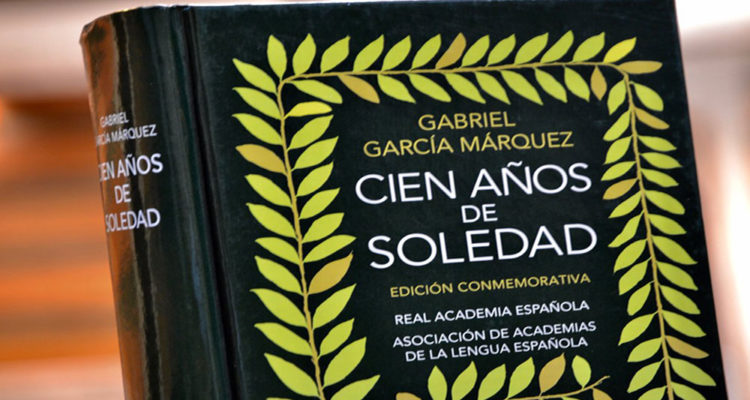 GABRIEL
GARCÍA MÁRQUEZ
CIEN AÑOS
DE
SOLEDAD
GABRIEL
GARCÍA MÁRQUEZ
CIEN AÑOS
DE
SOLEDAD
EDICIÓN CONMEMORATIVA
REAL ACADEMIA ESPAÑOLA
ASOCIACIÓN DE ACADEMIAS
DE LA LENGUA ESPAÑOLA